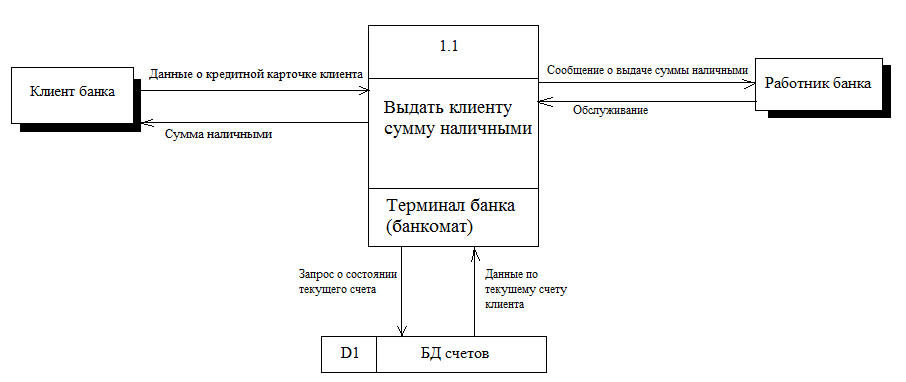 1.1
Данные о кредитной карточке клиента
Сообщение о выдаче суммы наличными
Клиент банка
Работник банка
Выдать клиенту
сумму наличными
Сумма наличными
Обслуживание
Терминал банка
(банкомат)
Запрос о состоянии
текущего счета
Данные по
текушему счету
клиента
D1
БД счетов